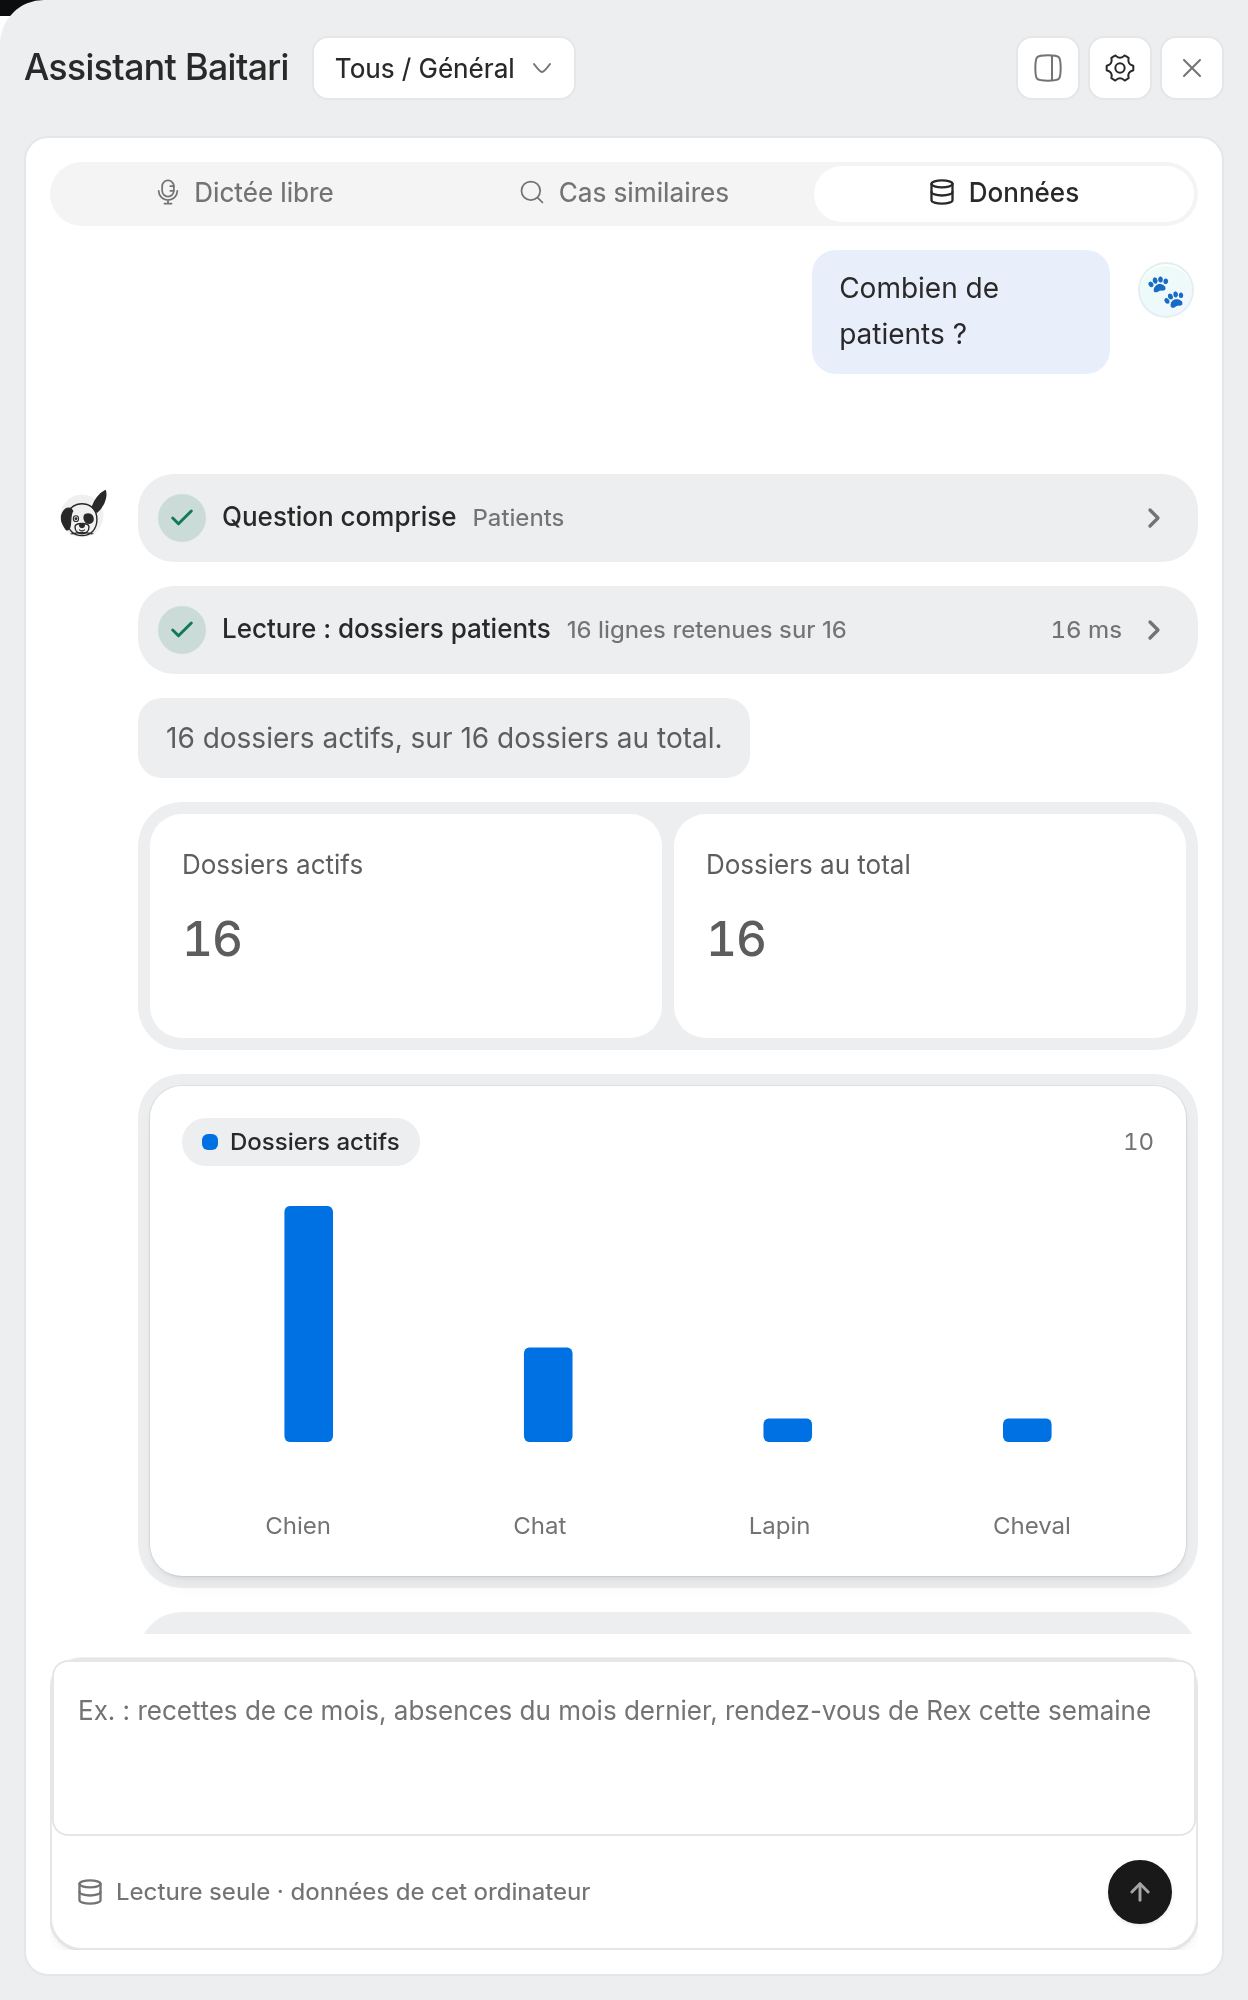 Assistant Baitari
Tous / Général
Dictée libre
Cas similaires
Données
Combien de
patients ?
Question comprise Patients
Lecture : dossiers patients 16 lignes retenues sur 16 16 ms
16 dossiers actifs, sur 16 dossiers au total.
Dossiers actifs
16
Dossiers au total
16
Dossiers actifs
10
Chien
Chat
Lapin
Cheval
Ex. : recettes de ce mois, absences du mois dernier, rendez-vous de Rex cette semaine
Lecture seule · données de cet ordinateur